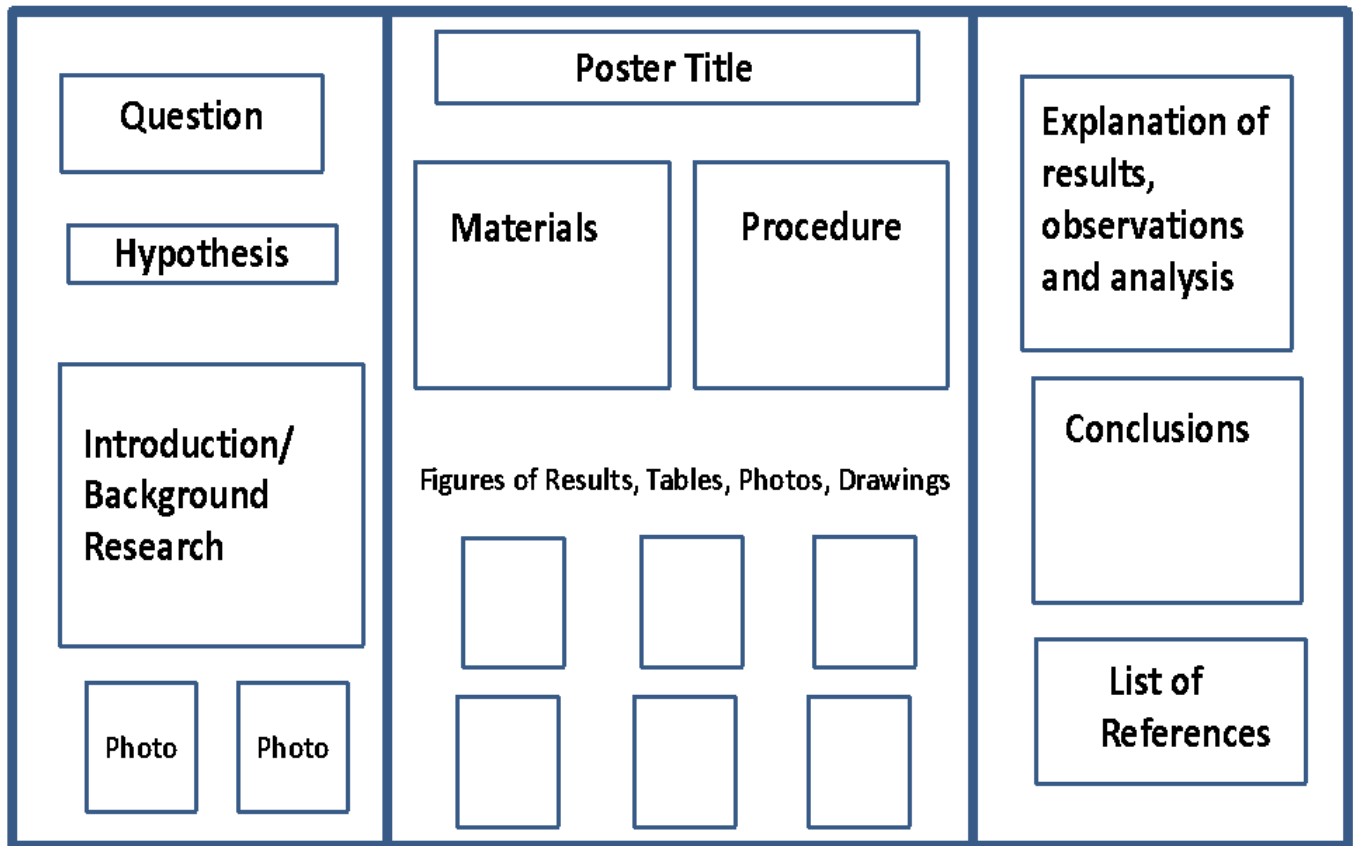 Question
Hypothesis
Introduction/
Background
Research
Photo
Photo
Poster Title
Materials
Procedure
Figures of Results, Tables, Photos, Drawings
Explanation of
results,
observations
and analysis
Conclusions
List of
References